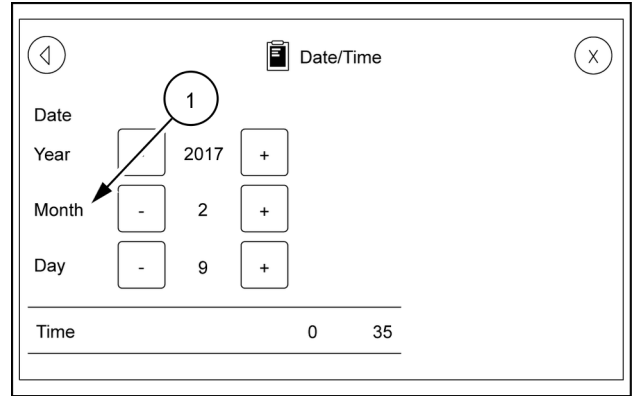 Date/Time
X
1
Date
Year - 2017 +
Month - 2 +
Day - 9 +
Time 0 35